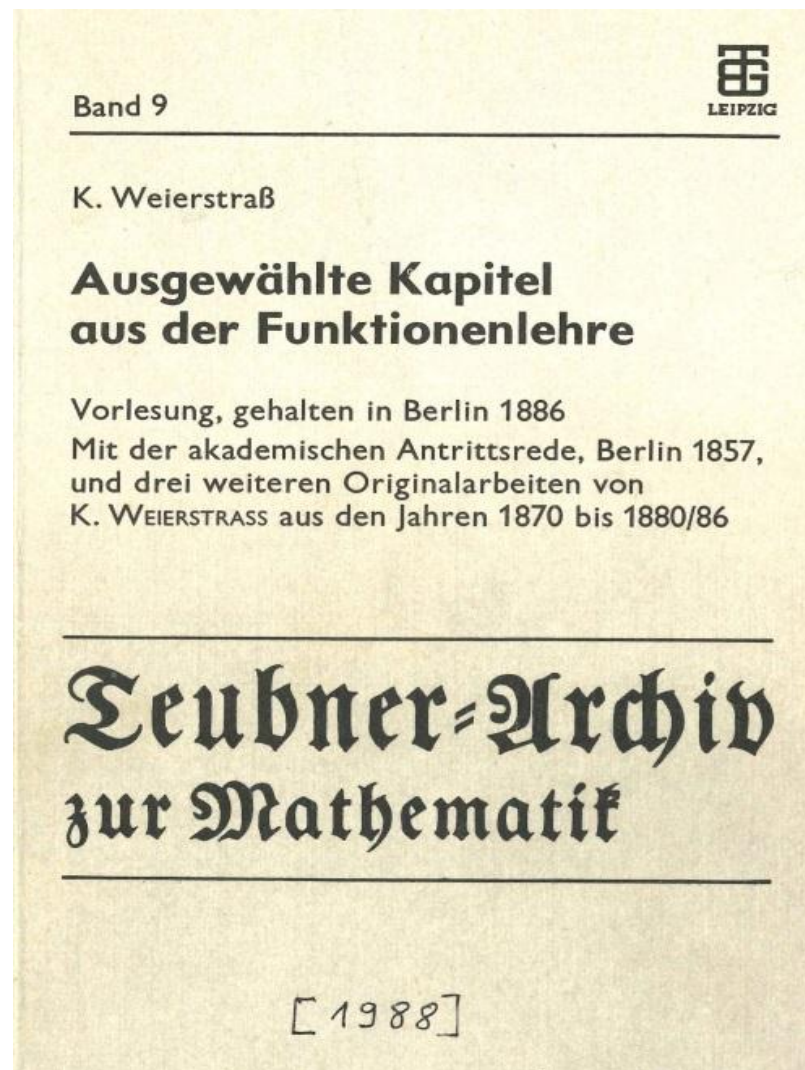 Band 9
LEIPZIG
K. Weierstraß
Ausgewählte Kapitel
aus der Funktionenlehre
Vorlesung, gehalten in Berlin 1886
Mit der akademischen Antrittsrede, Berlin 1857,
und drei weiteren Originalarbeiten von
K. WEIERSTRASS aus den Jahren 1870 bis 1880/86
Teubner-Archiv
zur Mathematik
[1988]